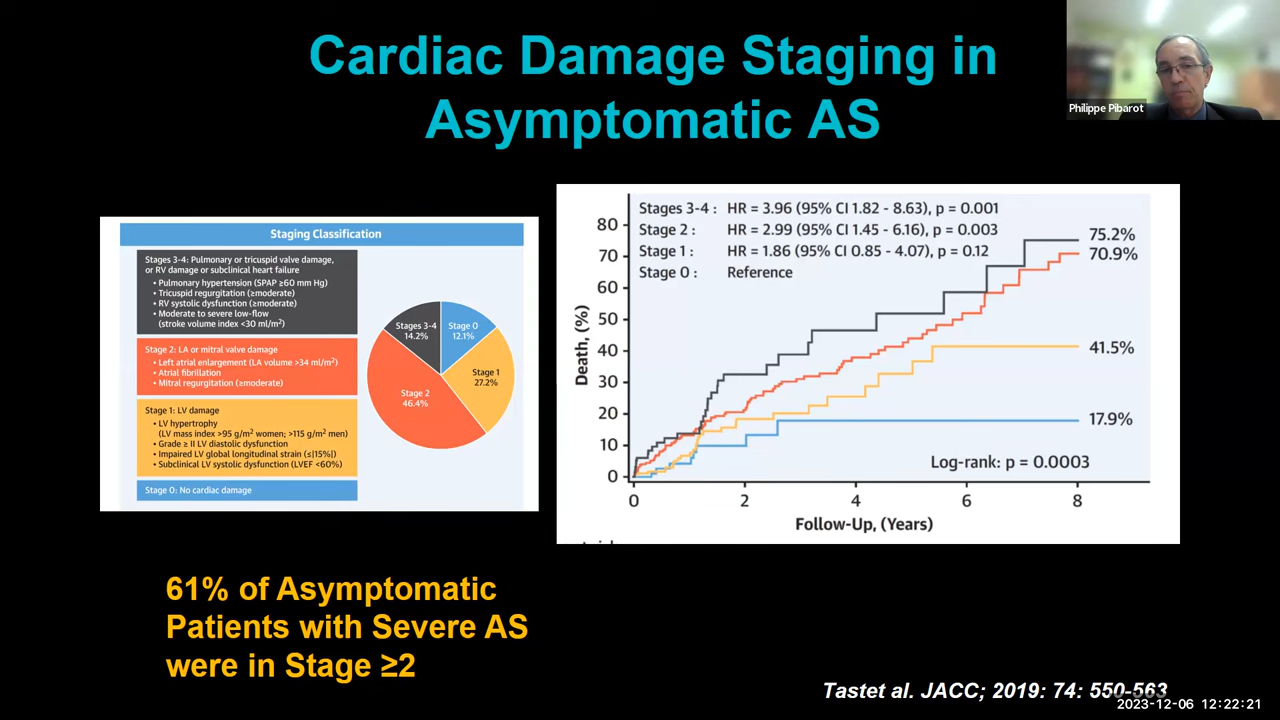 Cardiac Damage Staging in
Asymptomatic AS
Philippe Pibarot
Staging Classification
Stages 3-4: Pulmonary or tricuspid valve damage,
or RV damage or subclinical heart failure
• Pulmonary hypertension (SPAP ≥60 mm Hg)
• Tricuspid regurgitation (≥moderate)
• RV systolic dysfunction (≥moderate)
• Moderate to severe low-flow
(stroke volume index <30 ml/m²)
Stage 2: LA or mitral valve damage
• Left atrial enlargement (LA volume >34 ml/m²)
• Atrial fibrillation
• Mitral regurgitation (≥moderate)
Stage 1: LV damage
• LV hypertrophy
(LV mass index >95 g/m² women; >115 g/m² men)
• Grade ≥ II LV diastolic dysfunction
• Impaired LV global longitudinal strain (≤|15%|)
• Subclinical LV systolic dysfunction (LVEF <60%)
Stage 0: No cardiac damage
Stages 3-4
14.2%
Stage 0
12.1%
Stage 1
27.2%
Stage 2
46.4%
Stages 3-4 : HR = 3.96 (95% CI 1.82 - 8.63), p = 0.001
Stage 2 : HR = 2.99 (95% CI 1.45 - 6.16), p = 0.003
Stage 1 : HR = 1.86 (95% CI 0.85 - 4.07), p = 0.12
Stage 0 : Reference
Death, (%)
80
70
60
50
40
30
20
10
0
75.2%
70.9%
41.5%
17.9%
Log-rank: p = 0.0003
0 2 4 6 8
Follow-Up, (Years)
61% of Asymptomatic
Patients with Severe AS
were in Stage ≥2
Tastet al. JACC; 2019: 74: 550-563
2023-12-06 12:22:21